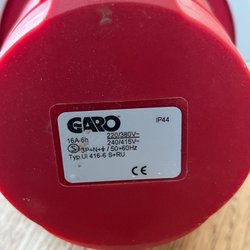 GARO
IP44
16A-6h 220/380V~
240/415V~
S 3P+N+⏚ / 50+60Hz
Typ UI 416-6 S+RU
CE